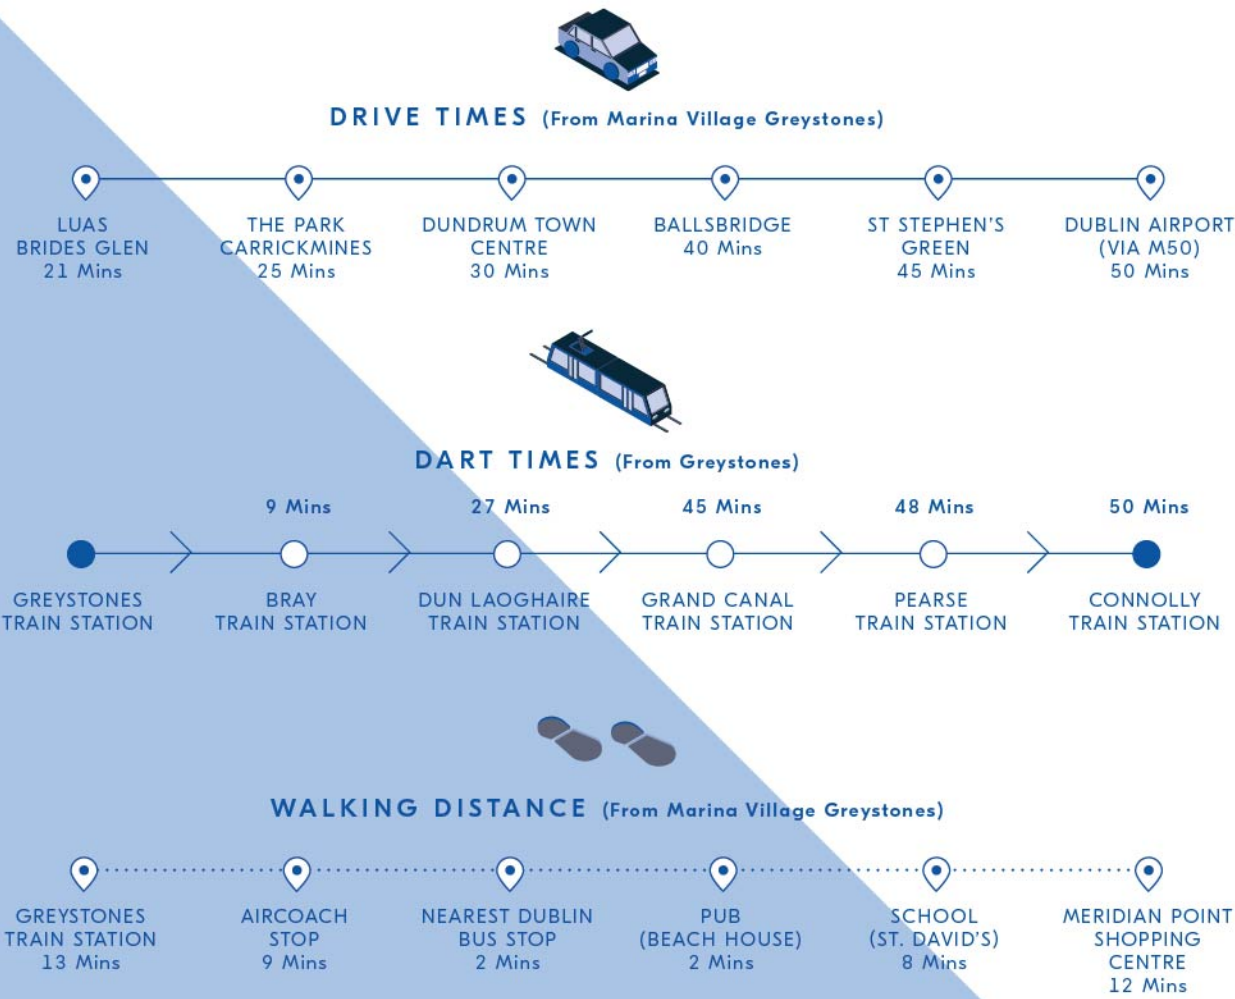 DRIVE TIMES (From Marina Village Greystones)
LUAS
BRIDES GLEN
21 Mins
THE PARK
CARRICKMINES
25 Mins
DUNDRUM TOWN
CENTRE
30 Mins
BALLSBRIDGE
40 Mins
ST STEPHEN'S
GREEN
45 Mins
DUBLIN AIRPORT
(VIA M50)
50 Mins
DART TIMES (From Greystones)
GREYSTONES
TRAIN STATION
9 Mins
BRAY
TRAIN STATION
27 Mins
DUN LAOGHAIRE
TRAIN STATION
45 Mins
GRAND CANAL
TRAIN STATION
48 Mins
PEARSE
TRAIN STATION
50 Mins
CONNOLLY
TRAIN STATION
WALKING DISTANCE (From Marina Village Greystones)
GREYSTONES
TRAIN STATION
13 Mins
AIRCOACH
STOP
9 Mins
NEAREST DUBLIN
BUS STOP
2 Mins
PUB
(BEACH HOUSE)
2 Mins
SCHOOL
(ST. DAVID'S)
8 Mins
MERIDIAN POINT
SHOPPING
CENTRE
12 Mins